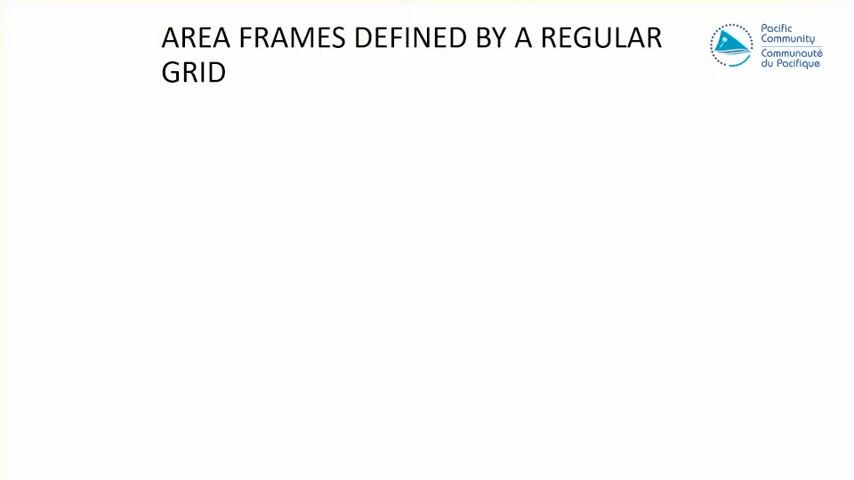 AREA FRAMES DEFINED BY A REGULAR
GRID
Pacific
Community
Communauté
du Pacifique